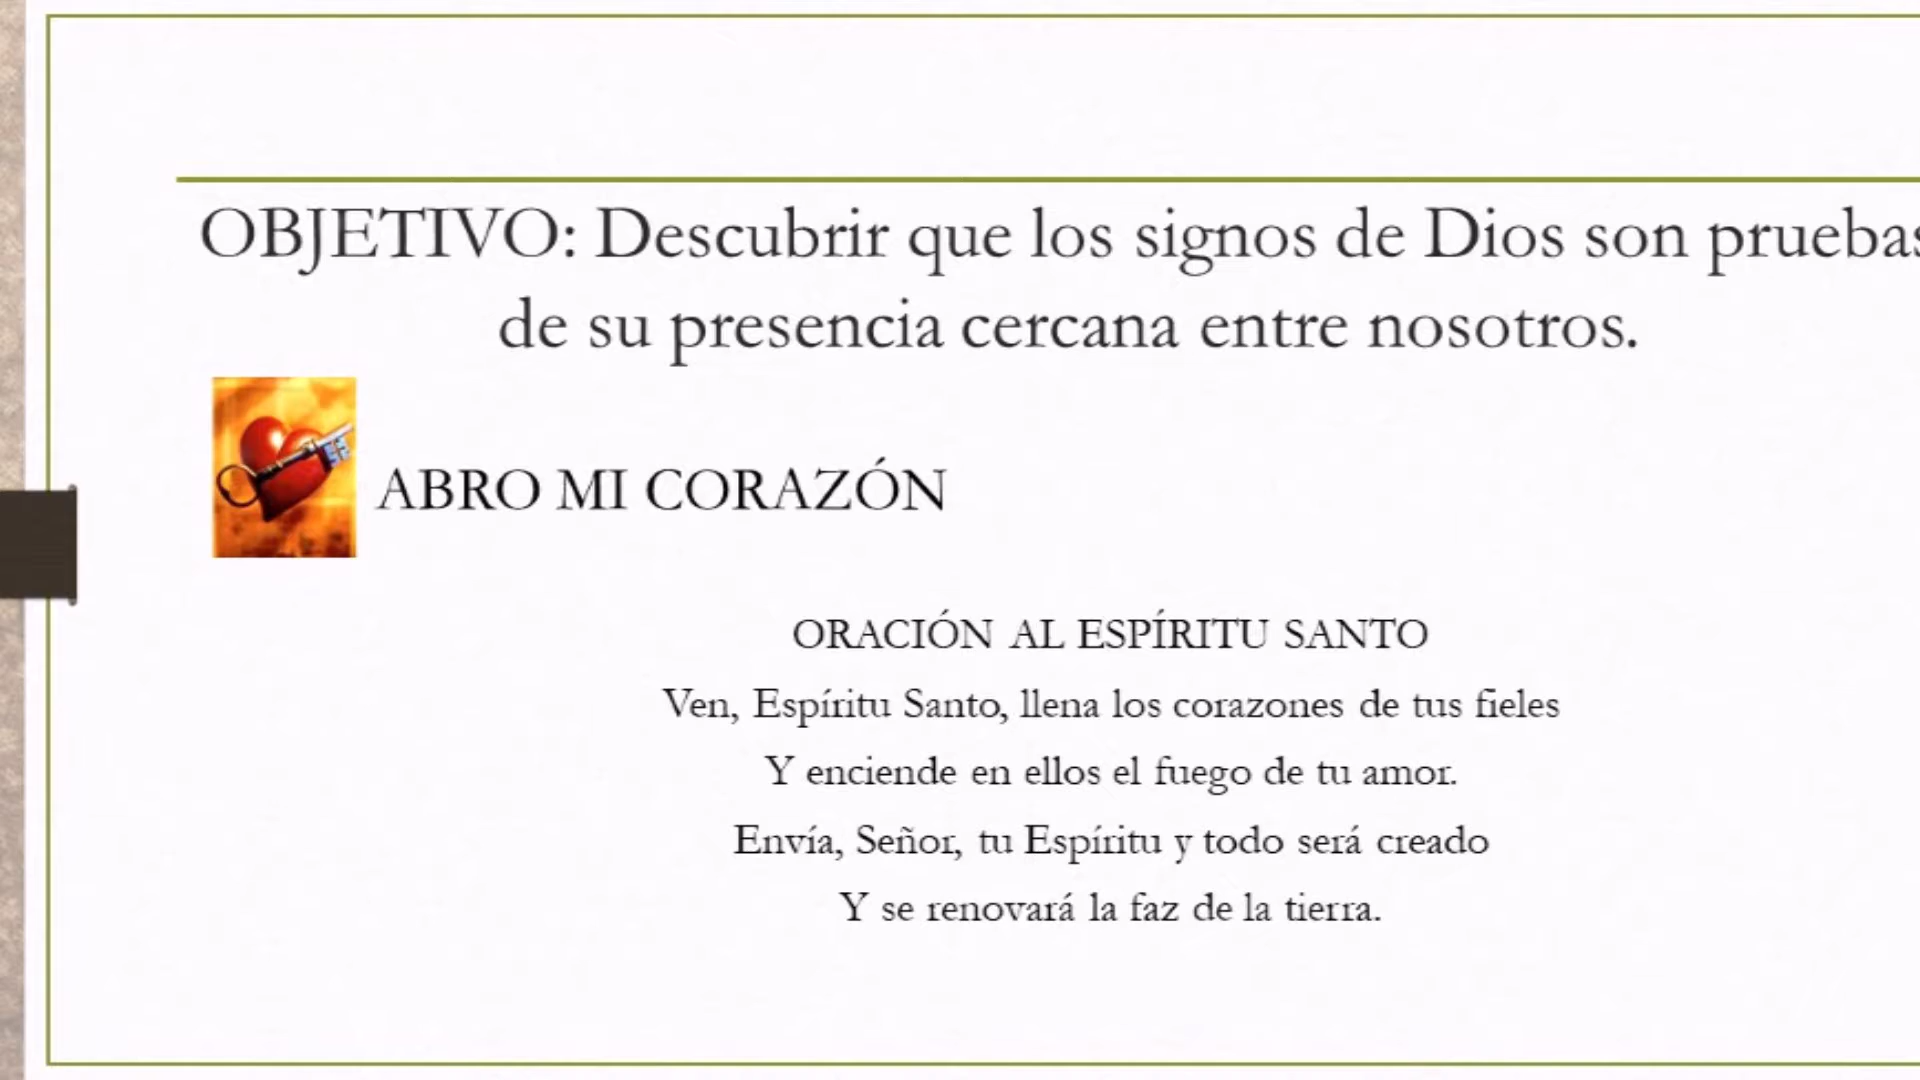 OBJETIVO: Descubrir que los signos de Dios son pruebas
de su presencia cercana entre nosotros.
ABRO MI CORAZÓN
ORACIÓN AL ESPÍRITU SANTO
Ven, Espíritu Santo, llena los corazones de tus fieles
Y enciende en ellos el fuego de tu amor.
Envía, Señor, tu Espíritu y todo será creado
Y se renovará la faz de la tierra.